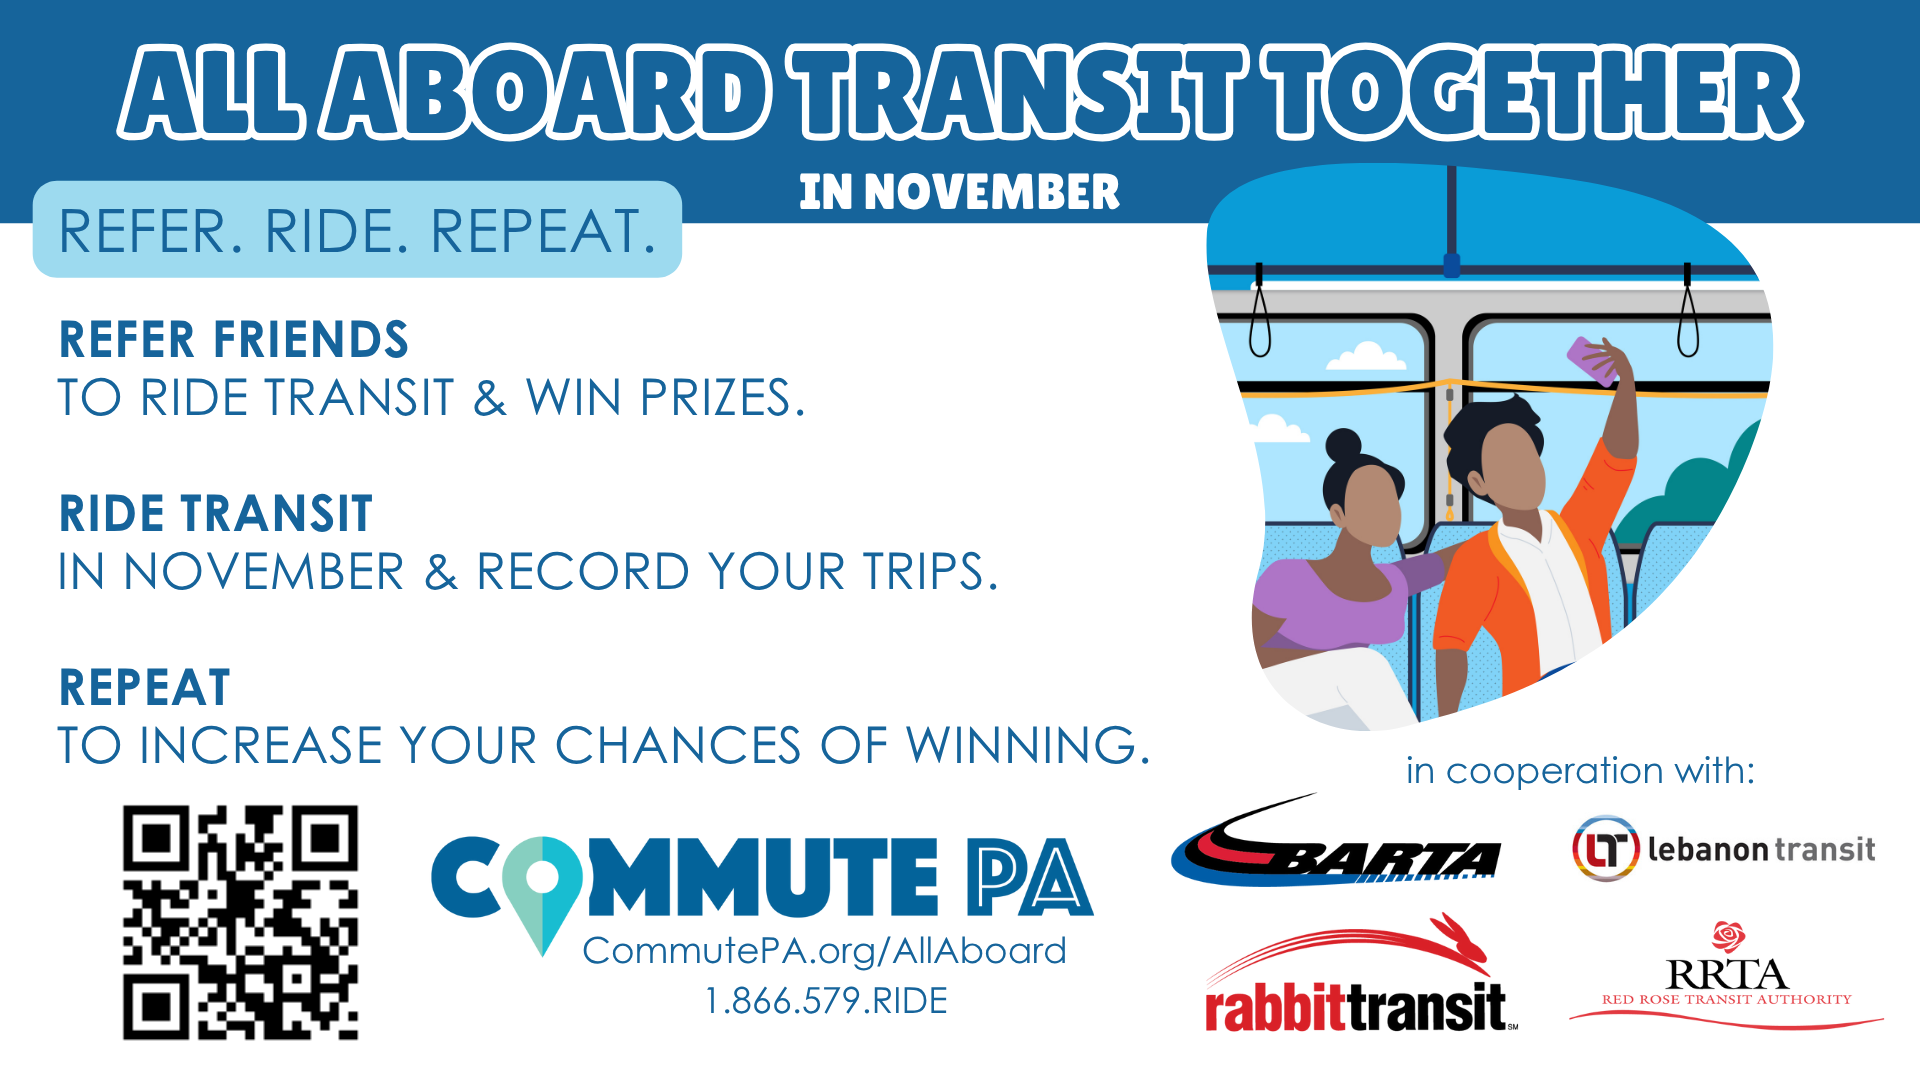 ALL ABOARD TRANSIT TOGETHER
IN NOVEMBER
REFER. RIDE. REPEAT.
REFER FRIENDS
TO RIDE TRANSIT & WIN PRIZES.
RIDE TRANSIT
IN NOVEMBER & RECORD YOUR TRIPS.
REPEAT
TO INCREASE YOUR CHANCES OF WINNING.
COMMUTE PA
CommutePA.org/AllAboard
1.866.579.RIDE
in cooperation with:
BARTA
LT lebanon transit
rabbittransit SM
RRTA
RED ROSE TRANSIT AUTHORITY